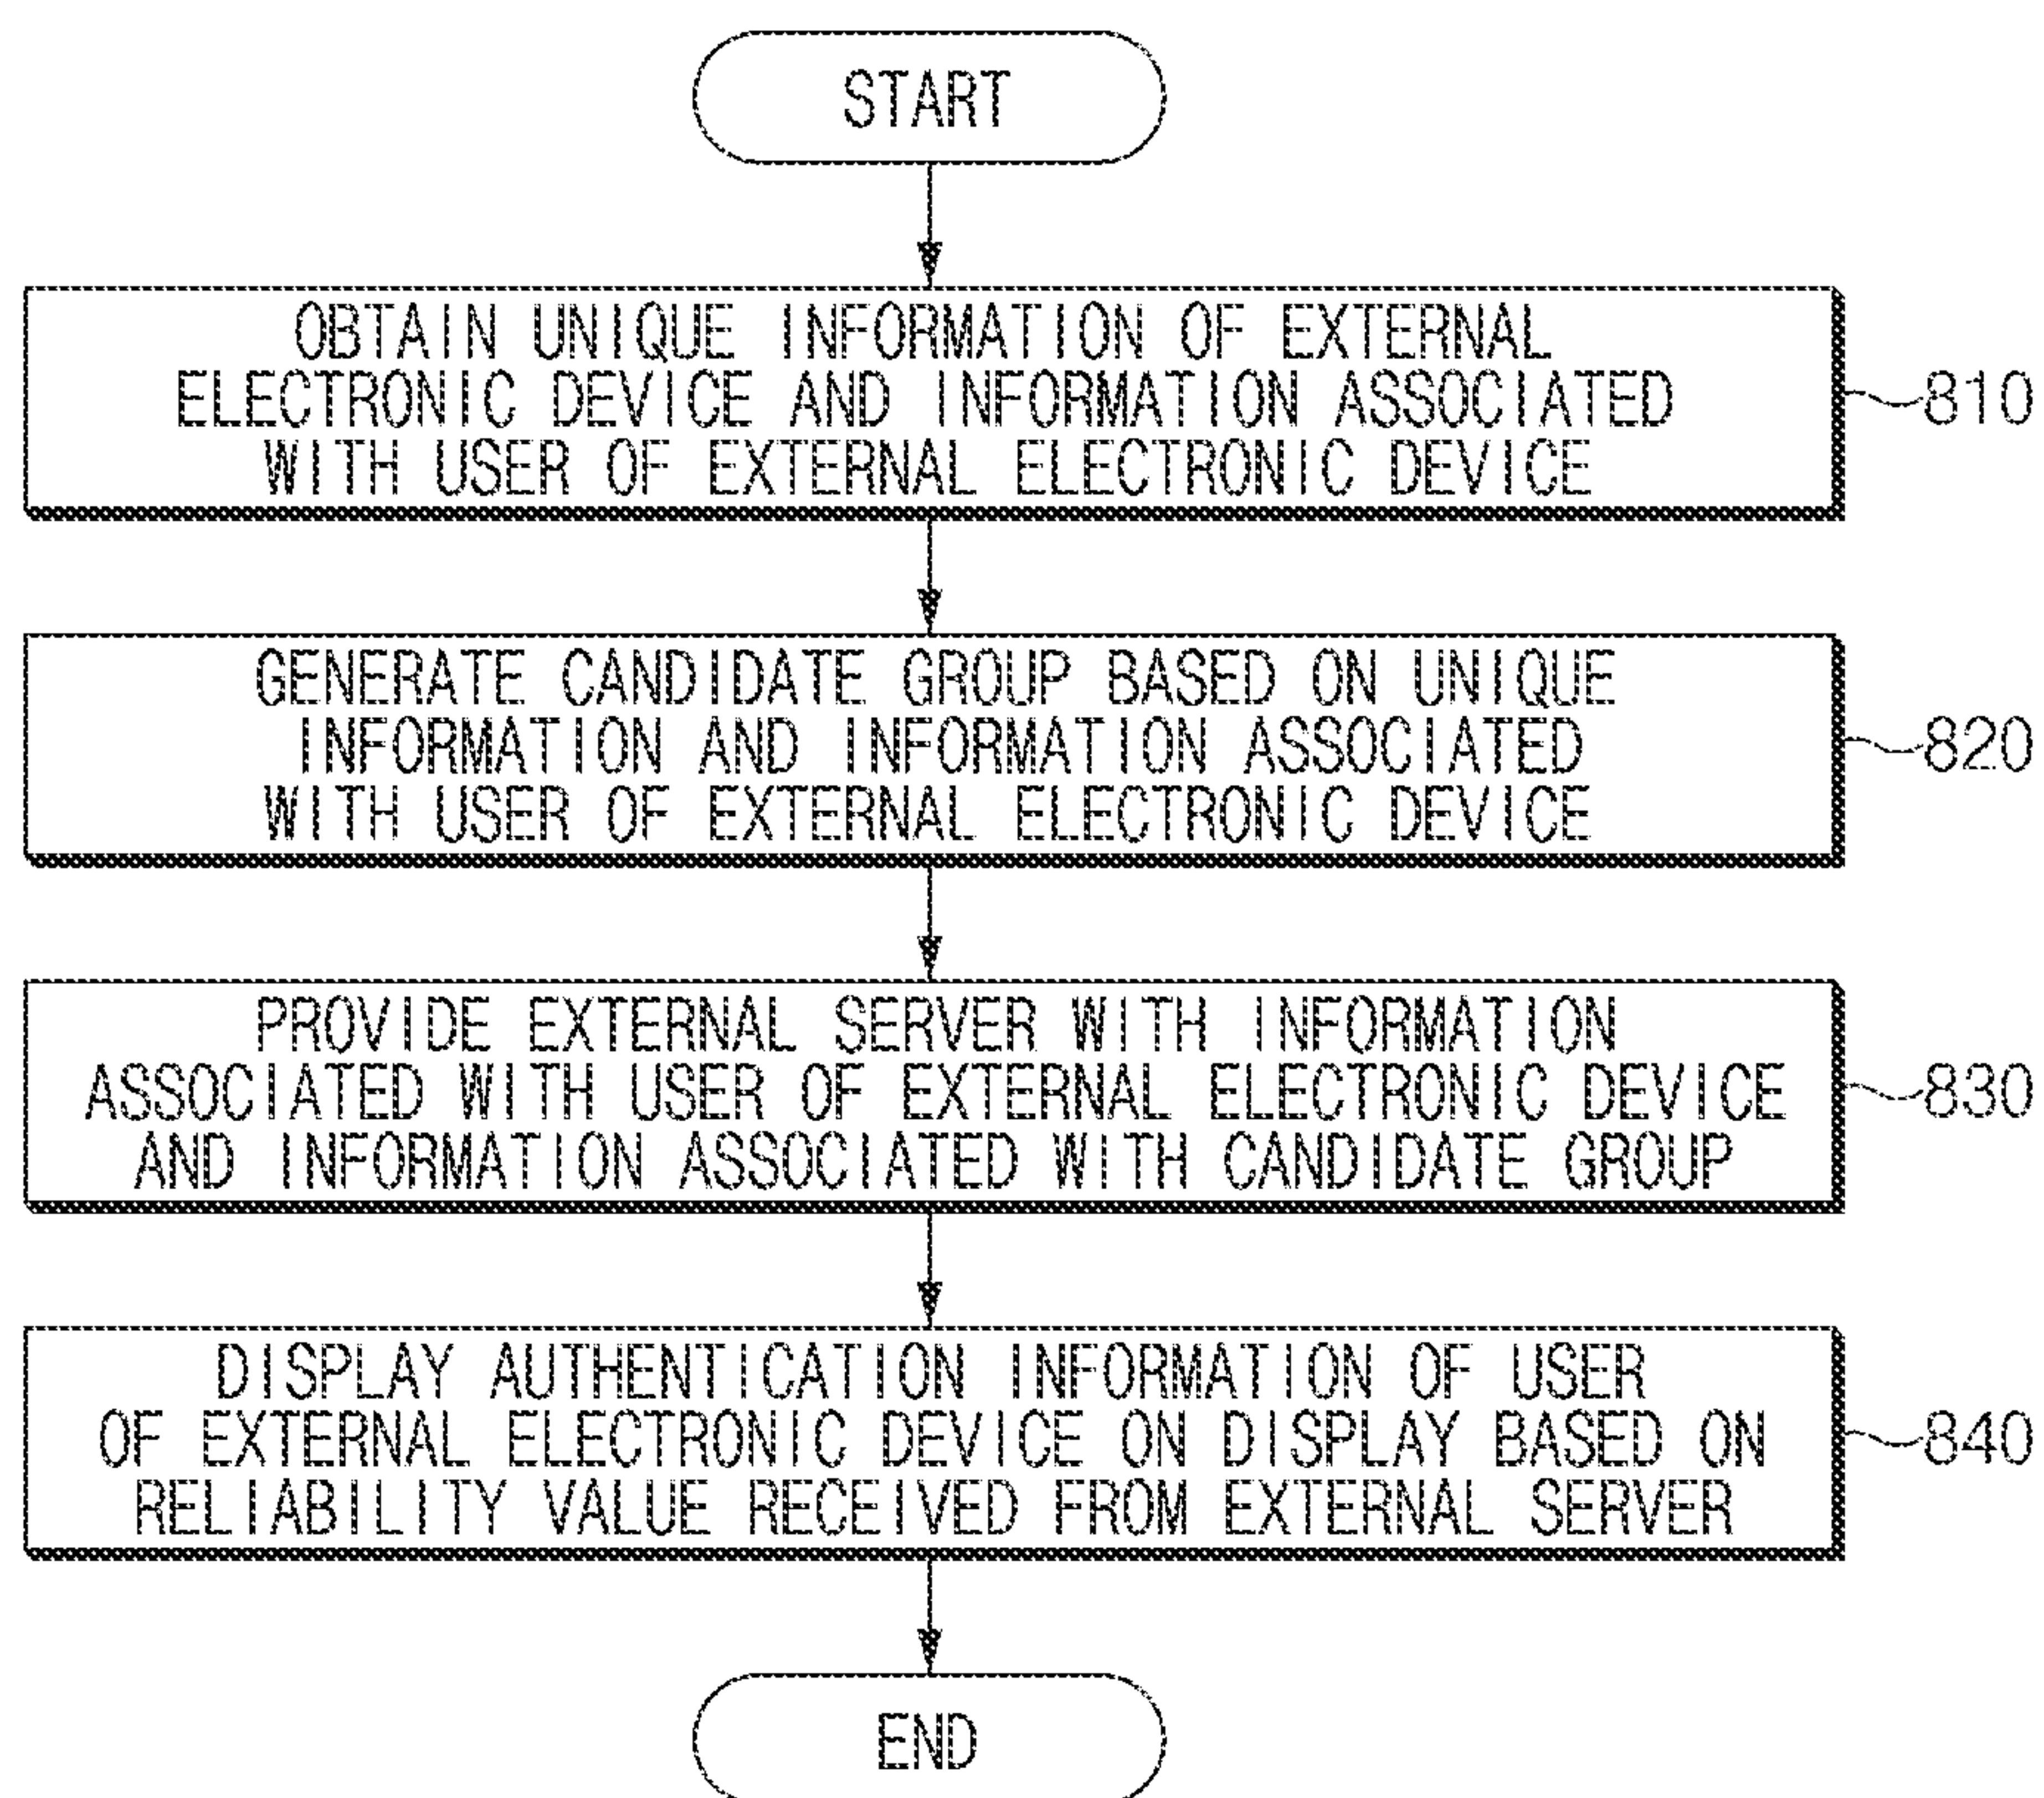 START
OBTAIN UNIQUE INFORMATION OF EXTERNAL
ELECTRONIC DEVICE AND INFORMATION ASSOCIATED
WITH USER OF EXTERNAL ELECTRONIC DEVICE
810
GENERATE CANDIDATE GROUP BASED ON UNIQUE
INFORMATION AND INFORMATION ASSOCIATED
WITH USER OF EXTERNAL ELECTRONIC DEVICE
820
PROVIDE EXTERNAL SERVER WITH INFORMATION
ASSOCIATED WITH USER OF EXTERNAL ELECTRONIC DEVICE
AND INFORMATION ASSOCIATED WITH CANDIDATE GROUP
830
DISPLAY AUTHENTICATION INFORMATION OF USER
OF EXTERNAL ELECTRONIC DEVICE ON DISPLAY BASED ON
RELIABILITY VALUE RECEIVED FROM EXTERNAL SERVER
840
END